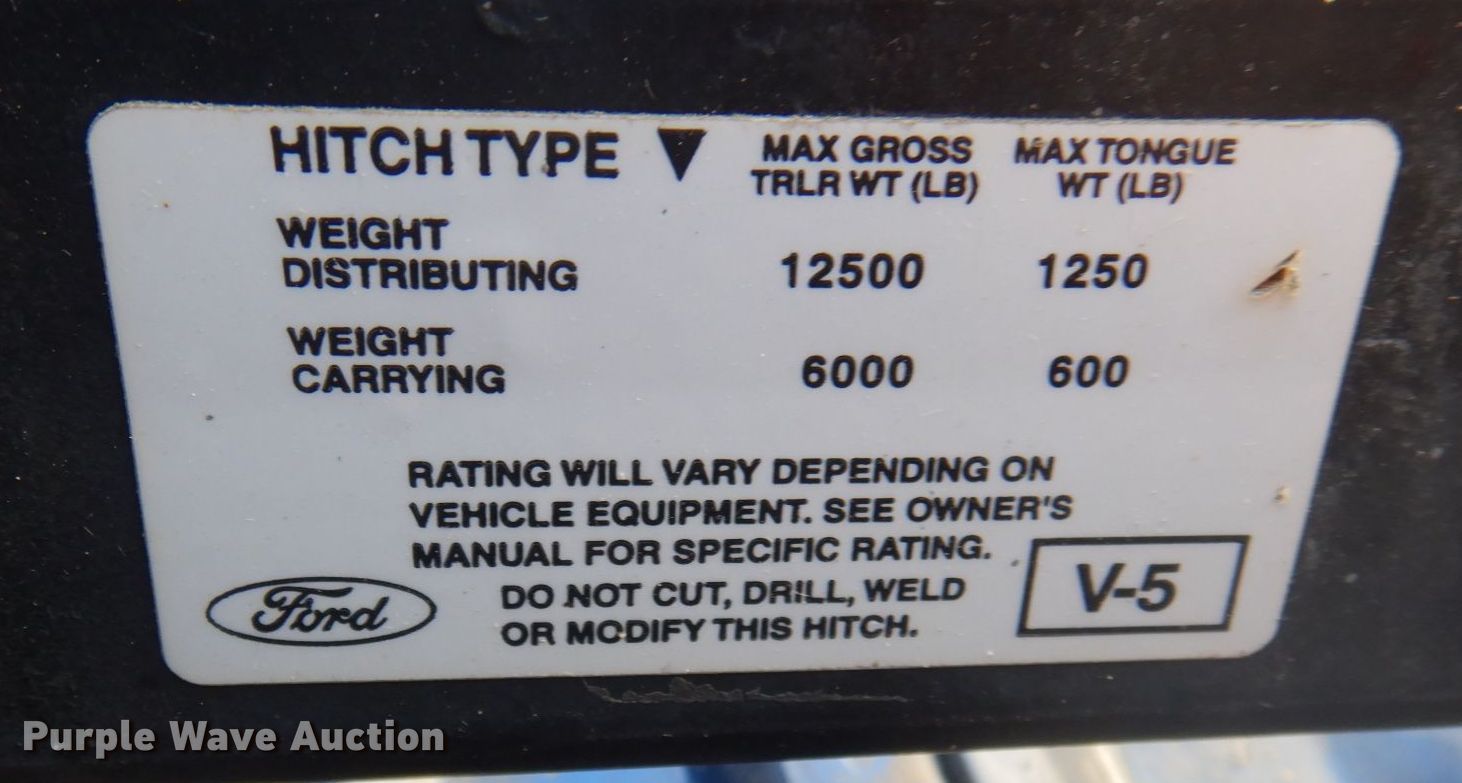 HITCH TYPE ▼ MAX GROSS TRLR WT (LB) MAX TONGUE WT (LB)
WEIGHT
DISTRIBUTING 12500 1250
WEIGHT
CARRYING 6000 600
RATING WILL VARY DEPENDING ON
VEHICLE EQUIPMENT. SEE OWNER'S
MANUAL FOR SPECIFIC RATING.
DO NOT CUT, DRILL, WELD
OR MODIFY THIS HITCH.
Ford
V-5
Purple Wave Auction